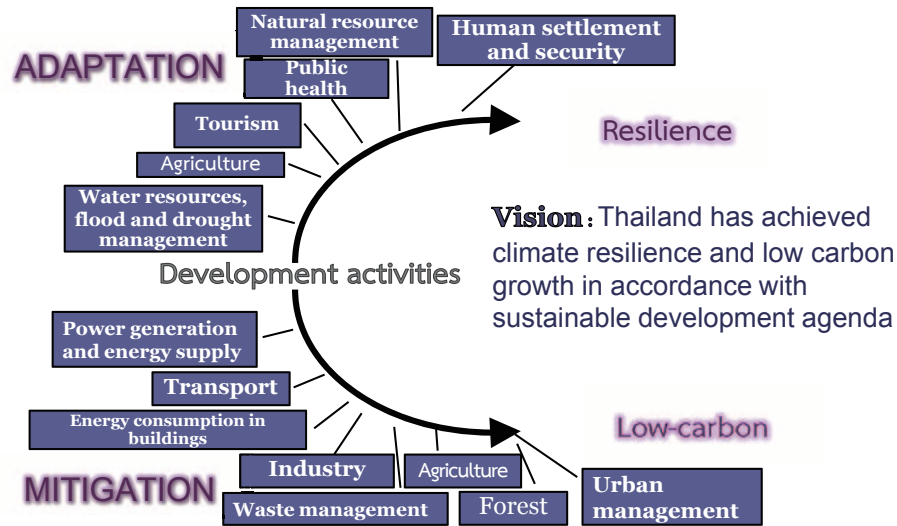 Natural resource
management
Human settlement
and security
ADAPTATION
Public
health
Tourism
Resilience
Agriculture
Water resources,
flood and drought
management
Vision: Thailand has achieved
climate resilience and low carbon
growth in accordance with
sustainable development agenda
Development activities
Power generation
and energy supply
Transport
Energy consumption in
buildings
Low-carbon
Industry
Agriculture
MITIGATION
Waste management
Forest
Urban
management